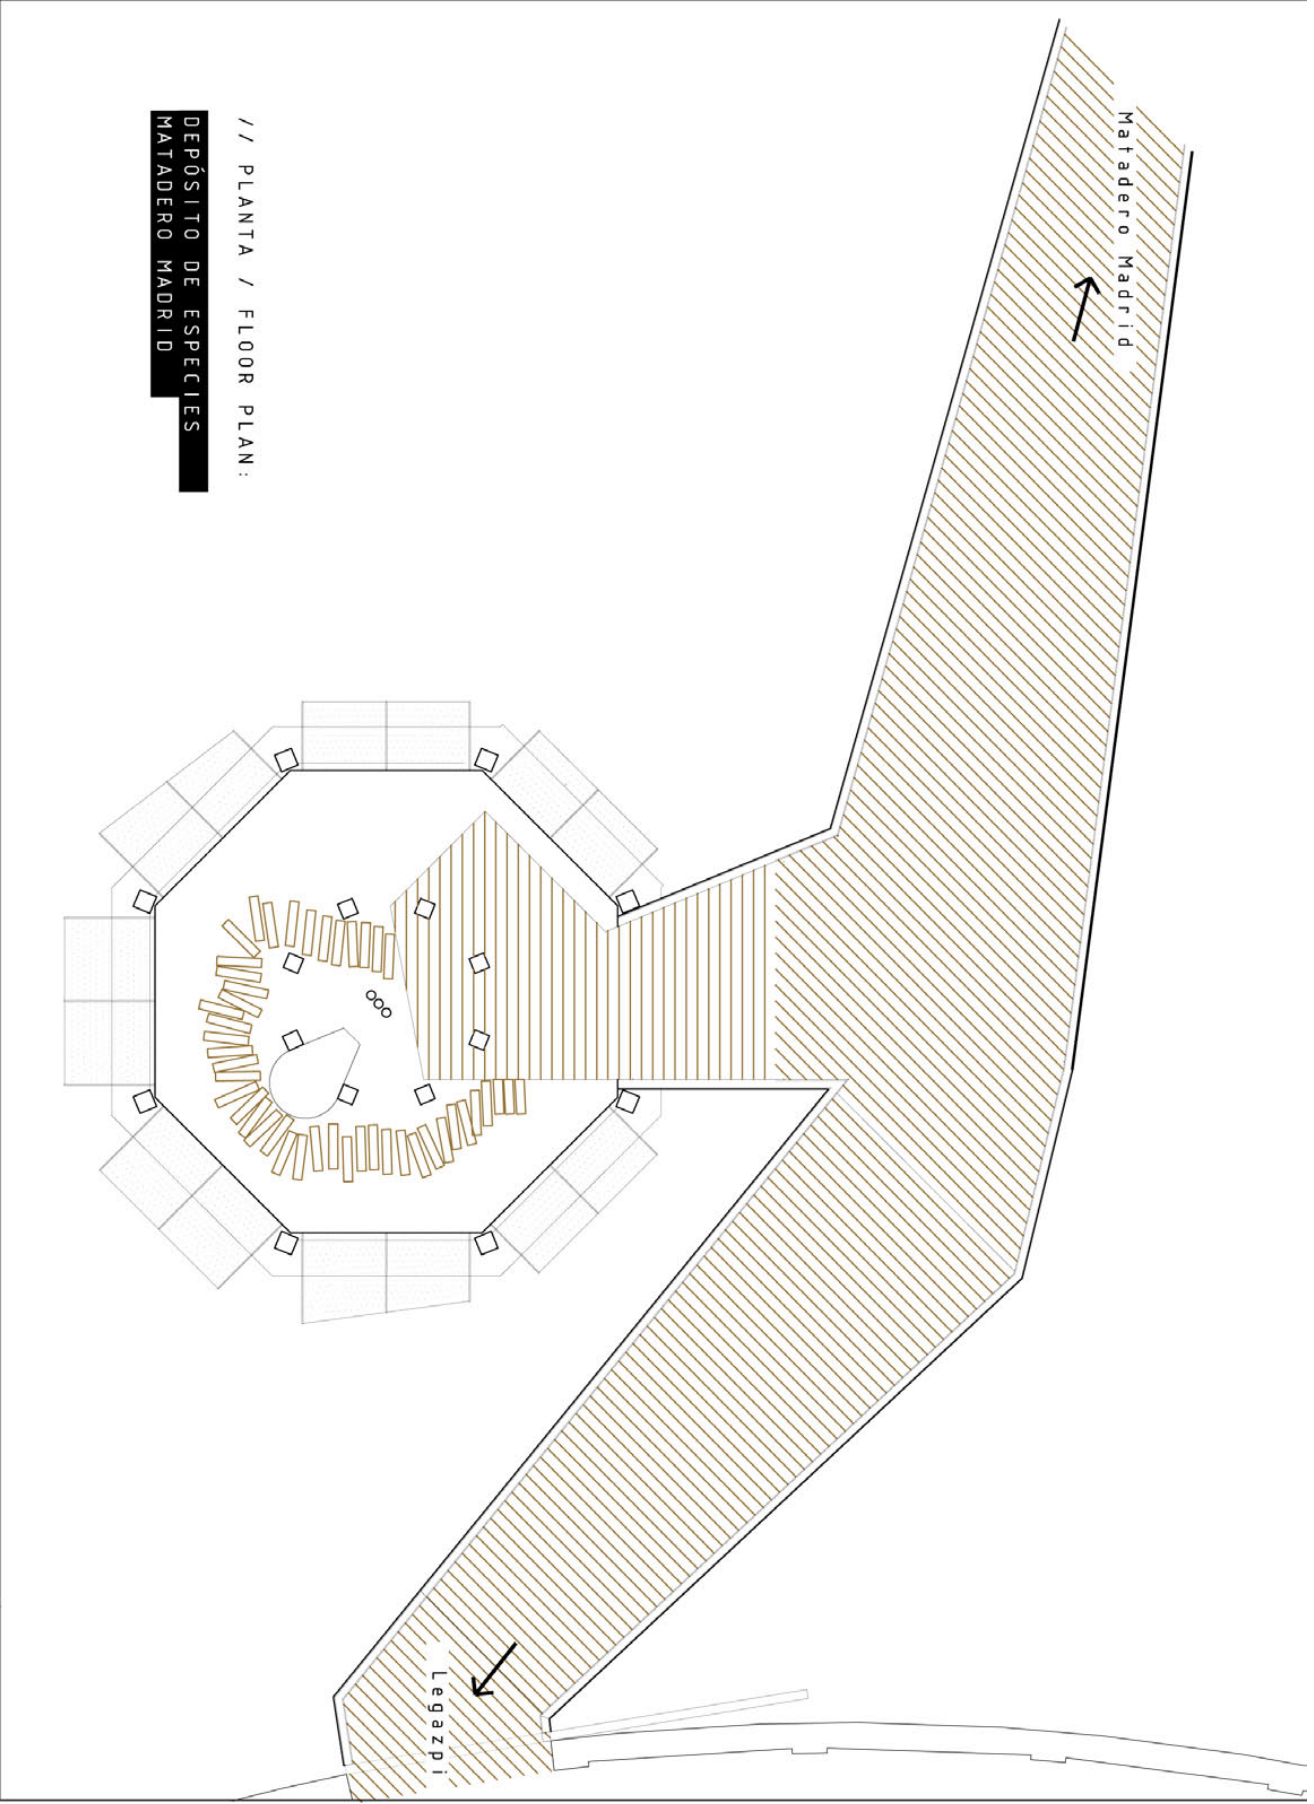 // PLANTA / FLOOR PLAN:
DEPÓSITO DE ESPECIES
MATADERO MADRID
Matadero Madrid
Legazpi